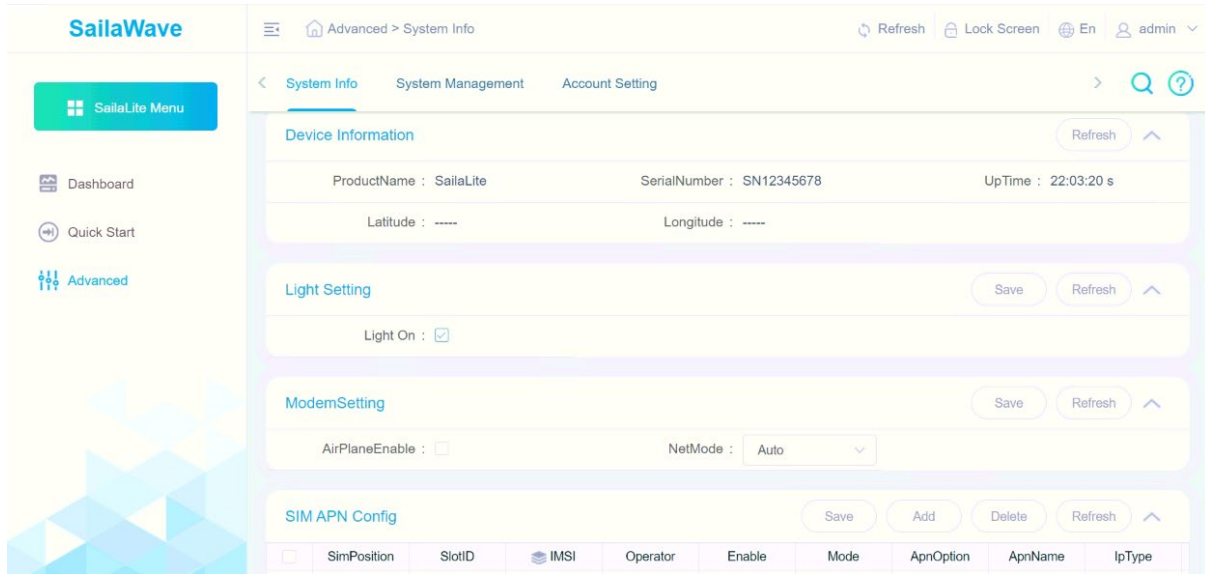 SailaWave
Advanced > System Info
Refresh
Lock Screen
En
admin
SailaLite Menu
Dashboard
Quick Start
Advanced
System Info
System Management
Account Setting
Device Information
Refresh
ProductName : SailaLite
SerialNumber : SN12345678
UpTime : 22:03:20 s
Latitude : -----
Longitude : -----
Light Setting
Save
Refresh
Light On :
ModemSetting
Save
Refresh
AirPlaneEnable :
NetMode : Auto
SIM APN Config
Save
Add
Delete
Refresh
SimPosition SlotID IMSI Operator Enable Mode ApnOption ApnName IpType